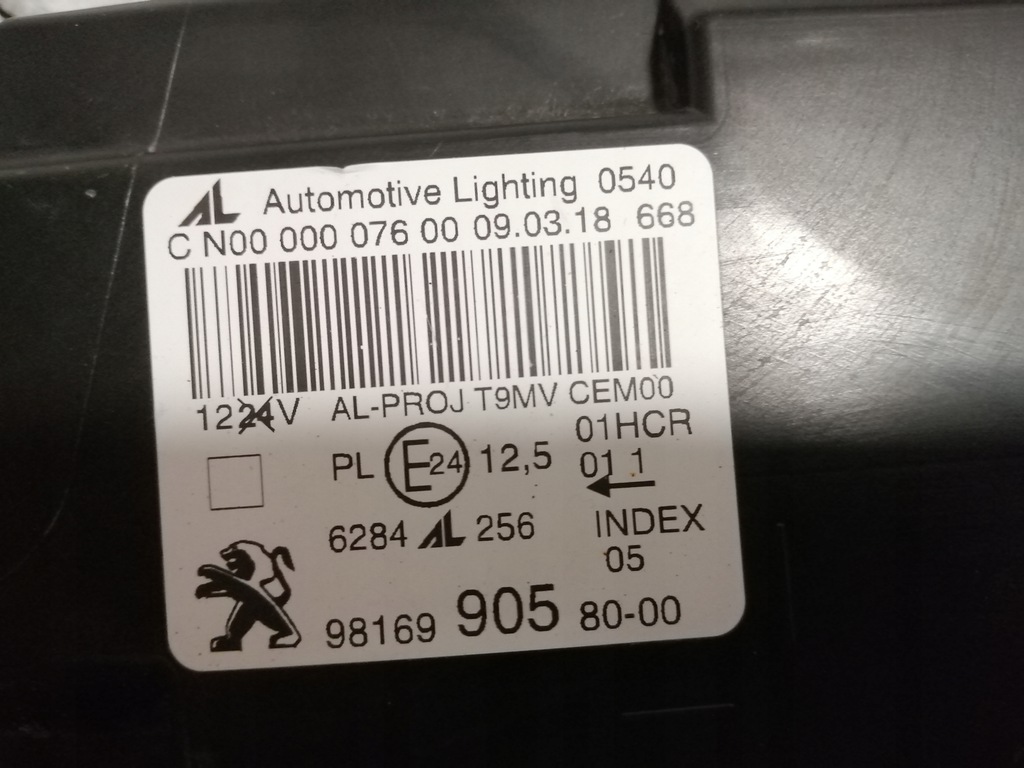 AL Automotive Lighting 0540
C N00 000 076 00 09.03.18 668
1224V AL-PROJ T9MV CEM00
01HCR
PL E24 12,5 01 1
6284 AL 256 INDEX
05
98169 905 80-00